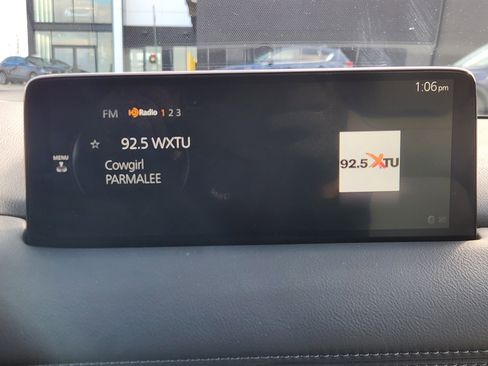 1:06 pm
FM HD Radio 1 2 3
92.5 WXTU
MENU
Cowgirl
PARMALEE
92.5 XTU